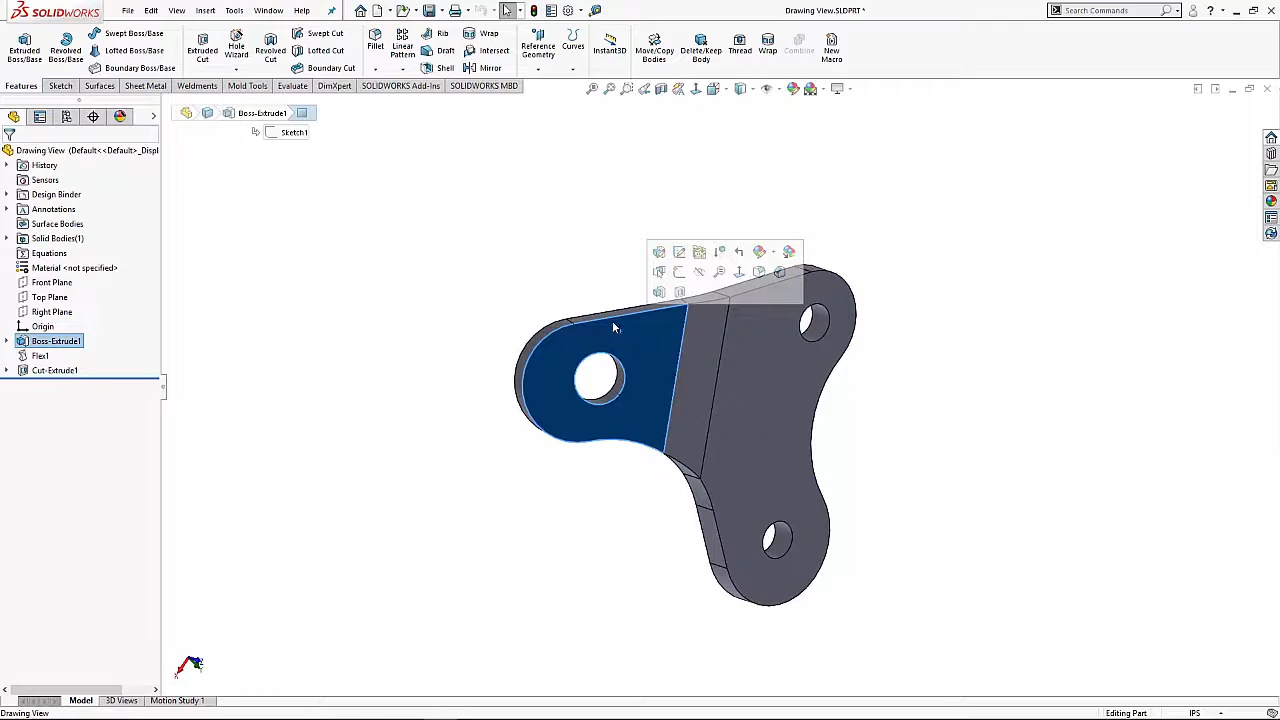 SOLIDWORKS File Edit View Insert Tools Window Help Drawing View.SLDPRT * Search Commands
Extruded Boss/Base Revolved Boss/Base Swept Boss/Base Lofted Boss/Base Boundary Boss/Base Extruded Cut Hole Wizard Revolved Cut Swept Cut Lofted Cut Boundary Cut Fillet Linear Pattern Rib Draft Shell Wrap Intersect Mirror Reference Geometry Curves Instant3D Move/Copy Bodies Delete/Keep Body Thread Wrap Combine New Macro
Features Sketch Surfaces Sheet Metal Weldments Mold Tools Evaluate DimXpert SOLIDWORKS Add-Ins SOLIDWORKS MBD
Boss-Extrude1
Sketch1
Drawing View (Default<<Default>_Displ
History
Sensors
Design Binder
Annotations
Surface Bodies
Solid Bodies(1)
Equations
Material <not specified>
Front Plane
Top Plane
Right Plane
Origin
Boss-Extrude1
Flex1
Cut-Extrude1
Model 3D Views Motion Study 1
Drawing View Editing Part IPS